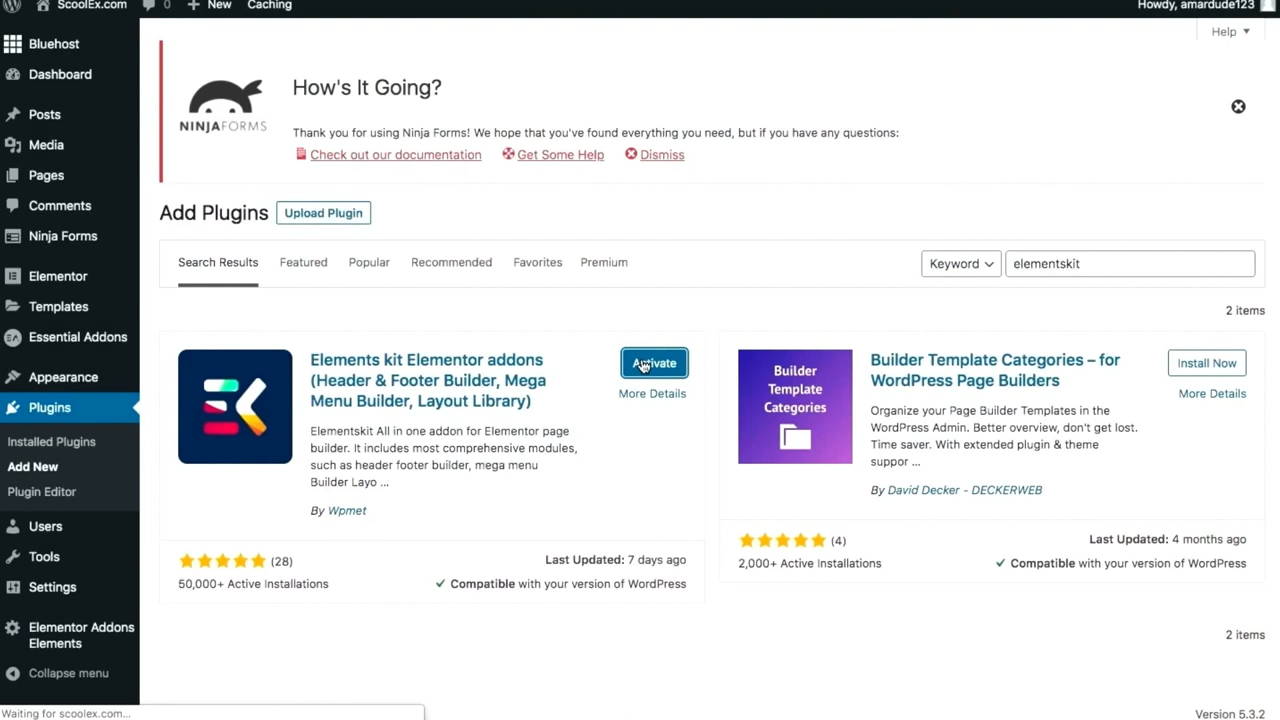 ScoolEx.com 0 New Caching Howdy, amardude123
Help
Bluehost
Dashboard
Posts
Media
Pages
Comments
Ninja Forms
Elementor
Templates
Essential Addons
Appearance
Plugins
Installed Plugins
Add New
Plugin Editor
Users
Tools
Settings
Elementor Addons
Elements
Collapse menu
NINJAFORMS
How's It Going?
Thank you for using Ninja Forms! We hope that you've found everything you need, but if you have any questions:
Check out our documentation Get Some Help Dismiss
Add Plugins Upload Plugin
Search Results Featured Popular Recommended Favorites Premium Keyword elementskit
2 items
Elements kit Elementor addons
(Header & Footer Builder, Mega
Menu Builder, Layout Library)
Activate
More Details
Elementskit All in one addon for Elementor page
builder. It includes most comprehensive modules,
such as header footer builder, mega menu
Builder Layo ...
By Wpmet
(28)
50,000+ Active Installations
Last Updated: 7 days ago
Compatible with your version of WordPress
Builder
Template
Categories
Builder Template Categories – for
WordPress Page Builders
Install Now
More Details
Organize your Page Builder Templates in the
WordPress Admin. Better overview, don't get lost.
Time saver. With extended plugin & theme
suppor ...
By David Decker - DECKERWEB
(4)
2,000+ Active Installations
Last Updated: 4 months ago
Compatible with your version of WordPress
2 items
Waiting for scoolex.com...
Version 5.3.2